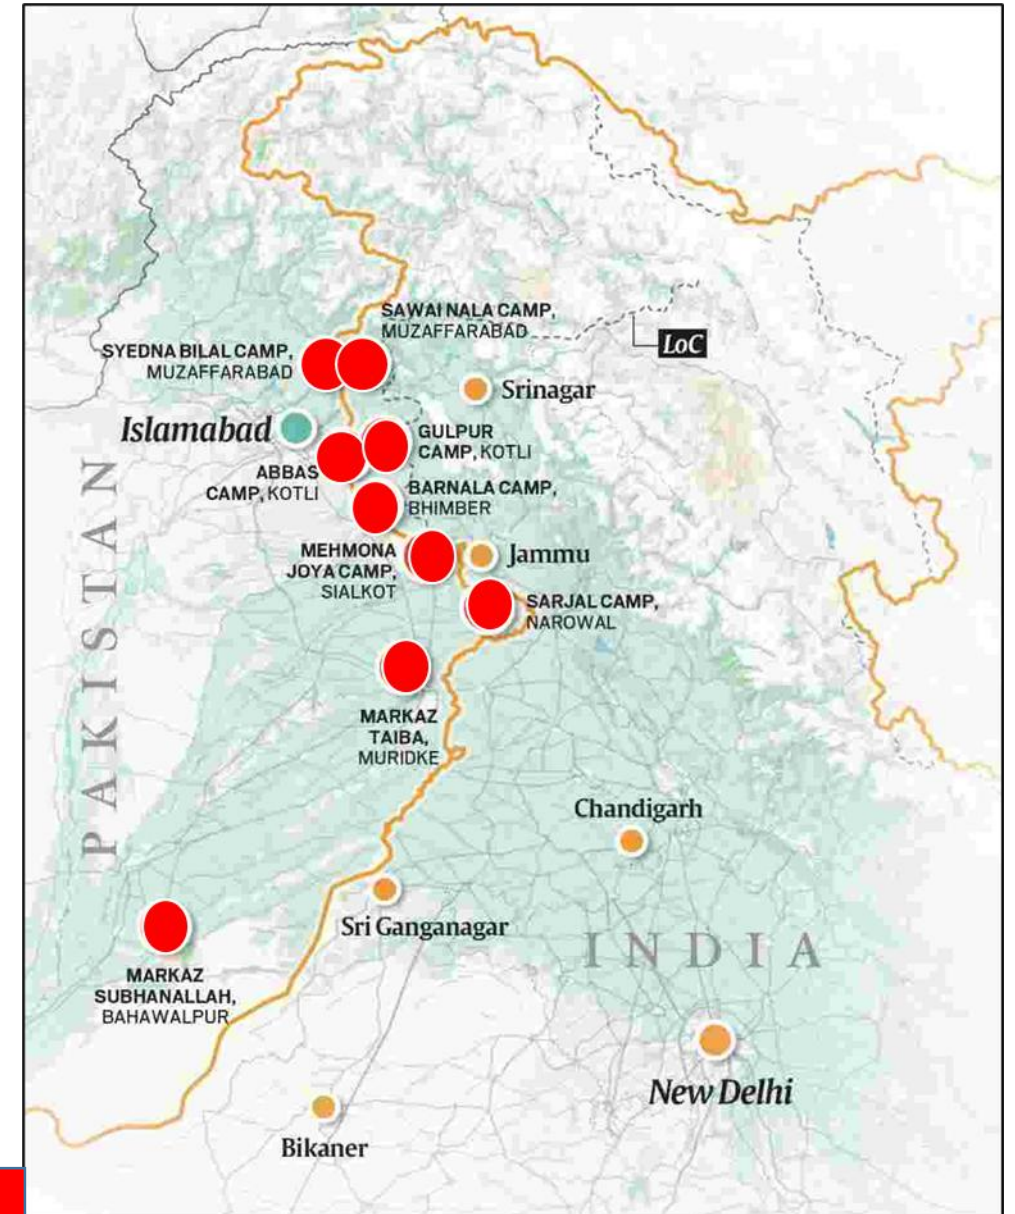 SAWAI NALA CAMP,
MUZAFFARABAD
SYEDNA BILAL CAMP,
MUZAFFARABAD
LoC
Srinagar
Islamabad
GULPUR
CAMP, KOTLI
ABBAS
CAMP, KOTLI
BARNALA CAMP,
BHIMBER
MEHMONA
JOYA CAMP,
SIALKOT
Jammu
SARJAL CAMP,
NAROWAL
PAKISTAN
MARKAZ
TAIBA,
MURIDKE
Chandigarh
Sri Ganganagar
INDIA
MARKAZ
SUBHANALLAH,
BAHAWALPUR
New Delhi
Bikaner